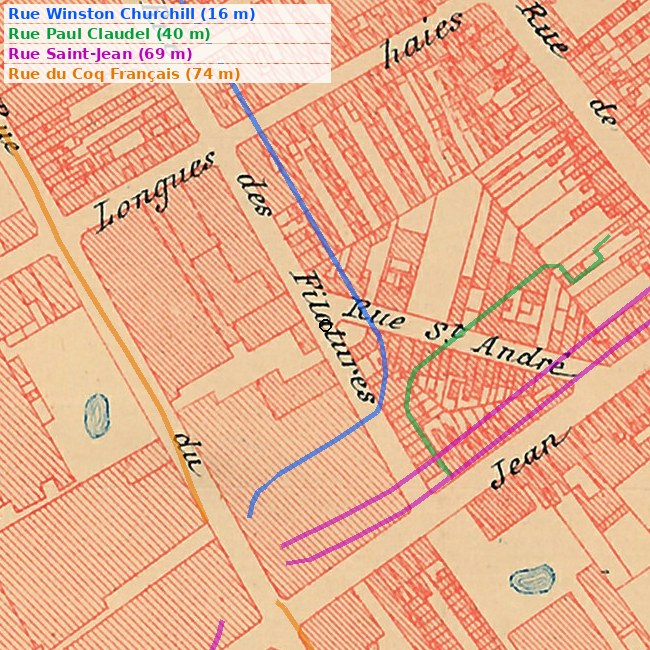 Rue Winston Churchill (16 m)
Rue Paul Claudel (40 m)
Rue Saint-Jean (69 m)
Rue du Coq Français (74 m)
haies
Rue
de
Rue
Longues
des
Filatures
Rue St André
du
Jean